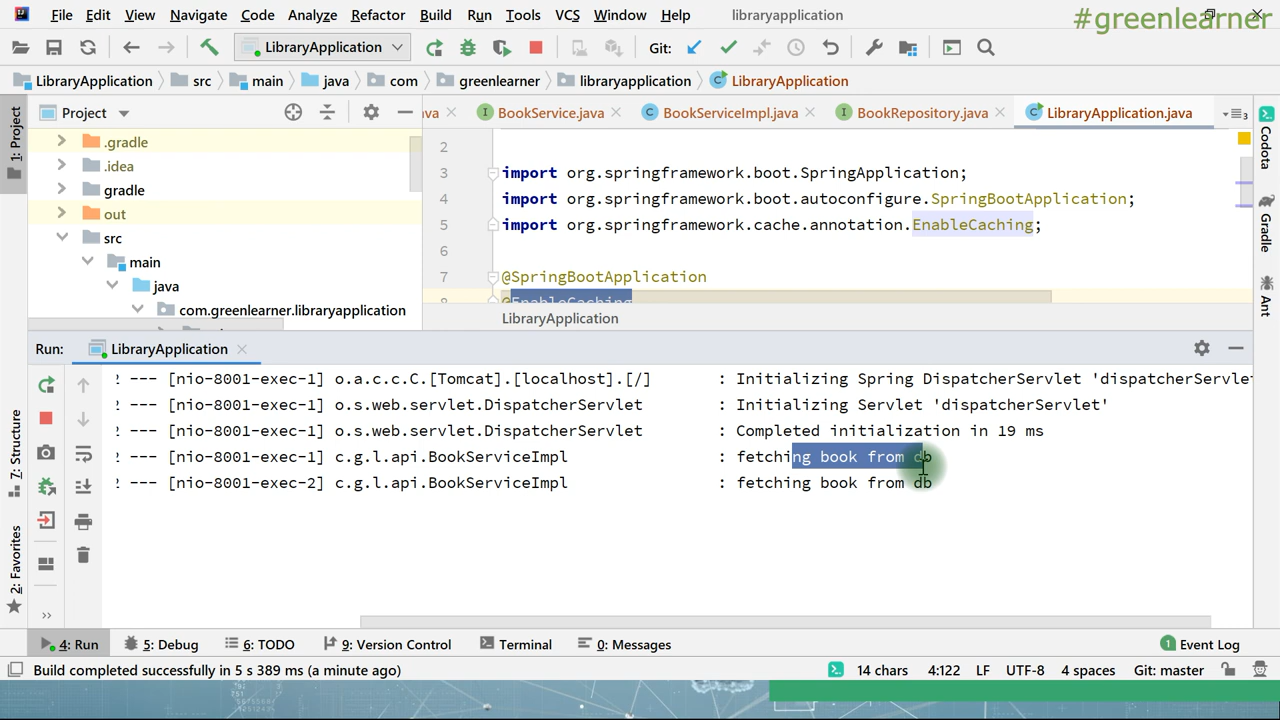 File Edit View Navigate Code Analyze Refactor Build Run Tools VCS Window Help libraryapplication
#greenlearner
LibraryApplication Git:
LibraryApplication src main java com greenlearner libraryapplication LibraryApplication
1: Project
Project
va BookService.java BookServiceImpl.java BookRepository.java LibraryApplication.java
3
.gradle
.idea
gradle
out
src
main
java
com.greenlearner.libraryapplication
2
3 import org.springframework.boot.SpringApplication;
4 import org.springframework.boot.autoconfigure.SpringBootApplication;
5 import org.springframework.cache.annotation.EnableCaching;
6
7 @SpringBootApplication
8 @EnableCaching
LibraryApplication
Codota
Gradle
Ant
Run: LibraryApplication
--- [nio-8001-exec-1] o.a.c.c.C.[Tomcat].[localhost].[/] : Initializing Spring DispatcherServlet 'dispatcherServlet
--- [nio-8001-exec-1] o.s.web.servlet.DispatcherServlet : Initializing Servlet 'dispatcherServlet'
--- [nio-8001-exec-1] o.s.web.servlet.DispatcherServlet : Completed initialization in 19 ms
--- [nio-8001-exec-1] c.g.l.api.BookServiceImpl : fetching book from db
--- [nio-8001-exec-2] c.g.l.api.BookServiceImpl : fetching book from db
7: Structure
2: Favorites
4: Run 5: Debug 6: TODO 9: Version Control Terminal 0: Messages 1 Event Log
Build completed successfully in 5 s 389 ms (a minute ago) 14 chars 4:122 LF UTF-8 4 spaces Git: master